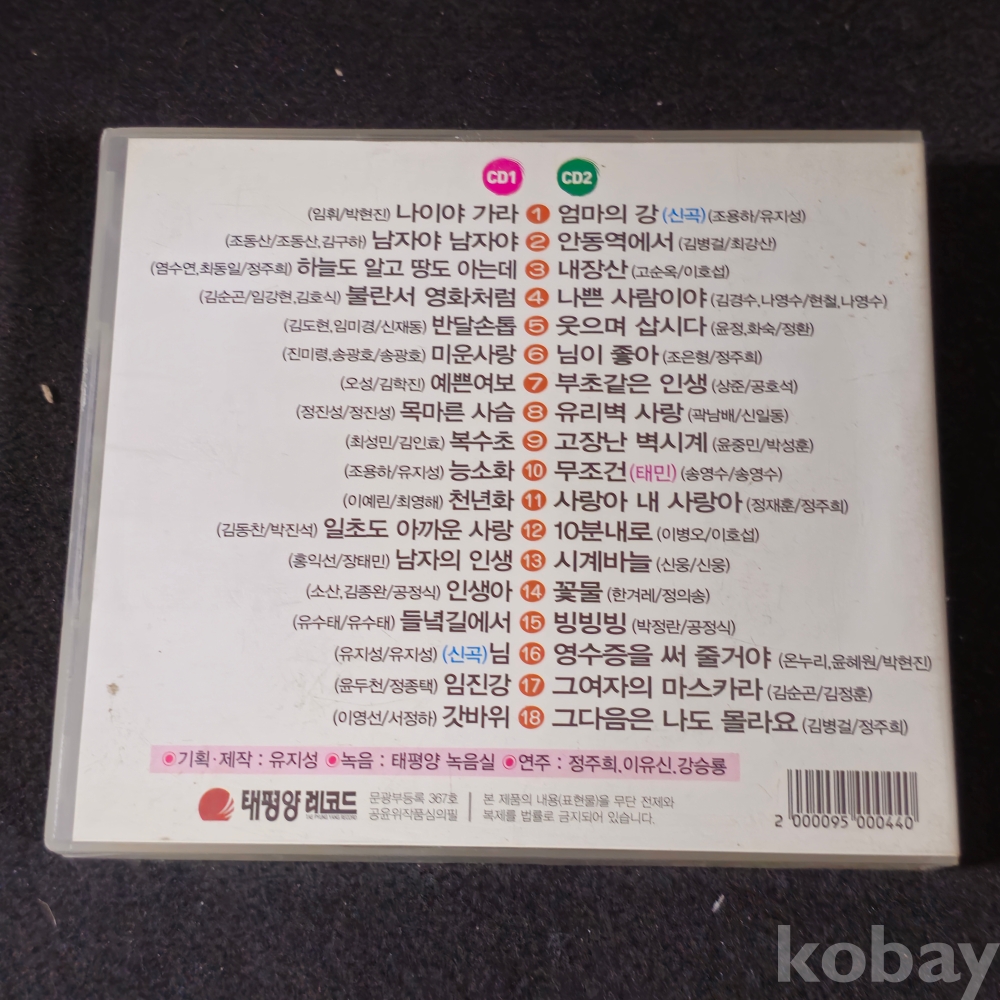 CD1 CD2
(임휘/박현진) 나이야 가라 1 엄마의 강 (신곡) (조용하/유지성)
(조동산/조동산,김구하) 남자야 남자야 2 안동역에서 (김병걸/최강산)
(염수연,최동일/정주희) 하늘도 알고 땅도 아는데 3 내장산 (고순옥/이호섭)
(김순곤/임강현,김호식) 불란서 영화처럼 4 나쁜 사람이야 (김경수,나영수/현철,나영수)
(김도현,임미경/신재동) 반달손톱 5 웃으며 삽시다 (윤정,화숙/정환)
(진미령,송광호/송광호) 미운사랑 6 님이 좋아 (조은형/정주희)
(오성/김학진) 예쁜여보 7 부초같은 인생 (상준/공호석)
(정진성/정진성) 목마른 사슴 8 유리벽 사랑 (곽남배/신일동)
(최성민/김인효) 복수초 9 고장난 벽시계 (윤중민/박성훈)
(조용하/유지성) 능소화 10 무조건 (태민) (송영수/송영수)
(이예린/최영해) 천년화 11 사랑아 내 사랑아 (정재훈/정주희)
(김동찬/박진석) 일초도 아까운 사랑 12 10분내로 (이병오/이호섭)
(홍익선/장태민) 남자의 인생 13 시계바늘 (신웅/신웅)
(소산,김종완/공정식) 인생아 14 꽃물 (한겨레/정의송)
(유수태/유수태) 들녘길에서 15 빙빙빙 (박정란/공정식)
(유지성/유지성) (신곡)님 16 영수증을 써 줄거야 (온누리,윤혜원/박현진)
(윤두천/정종택) 임진강 17 그여자의 마스카라 (김순곤/김정훈)
(이영선/서정하) 갓바위 18 그다음은 나도 몰라요 (김병걸/정주희)
◉기획·제작 : 유지성 ◉녹음 : 태평양 녹음실 ◉연주 : 정주희,이유신,강승룡
태평양 레코드
TAE PYUNG YANG RECORD
문광부등록 367호
공윤위작품심의필
본 제품의 내용(표현물)을 무단 전제와
복제를 법률로 금지되어 있습니다.
2 000095 000440
kobay